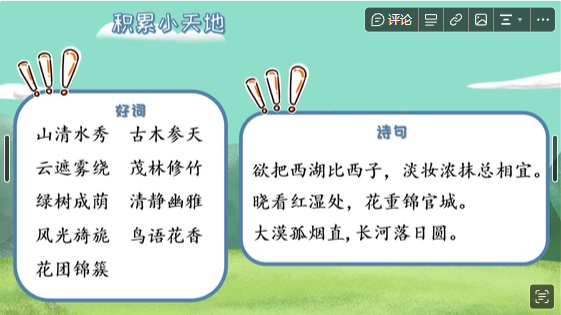 积累小天地
评论
好词
山清水秀 古木参天
云遮雾绕 茂林修竹
绿树成荫 清静幽雅
风光旖旎 鸟语花香
花团锦簇
诗句
欲把西湖比西子，淡妆浓抹总相宜。
晓看红湿处，花重锦官城。
大漠孤烟直,长河落日圆。